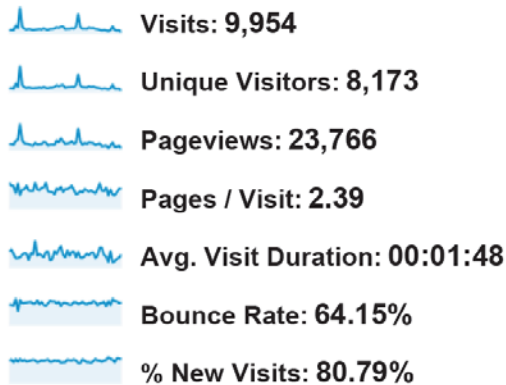 Visits: 9,954
Unique Visitors: 8,173
Pageviews: 23,766
Pages / Visit: 2.39
Avg. Visit Duration: 00:01:48
Bounce Rate: 64.15%
% New Visits: 80.79%